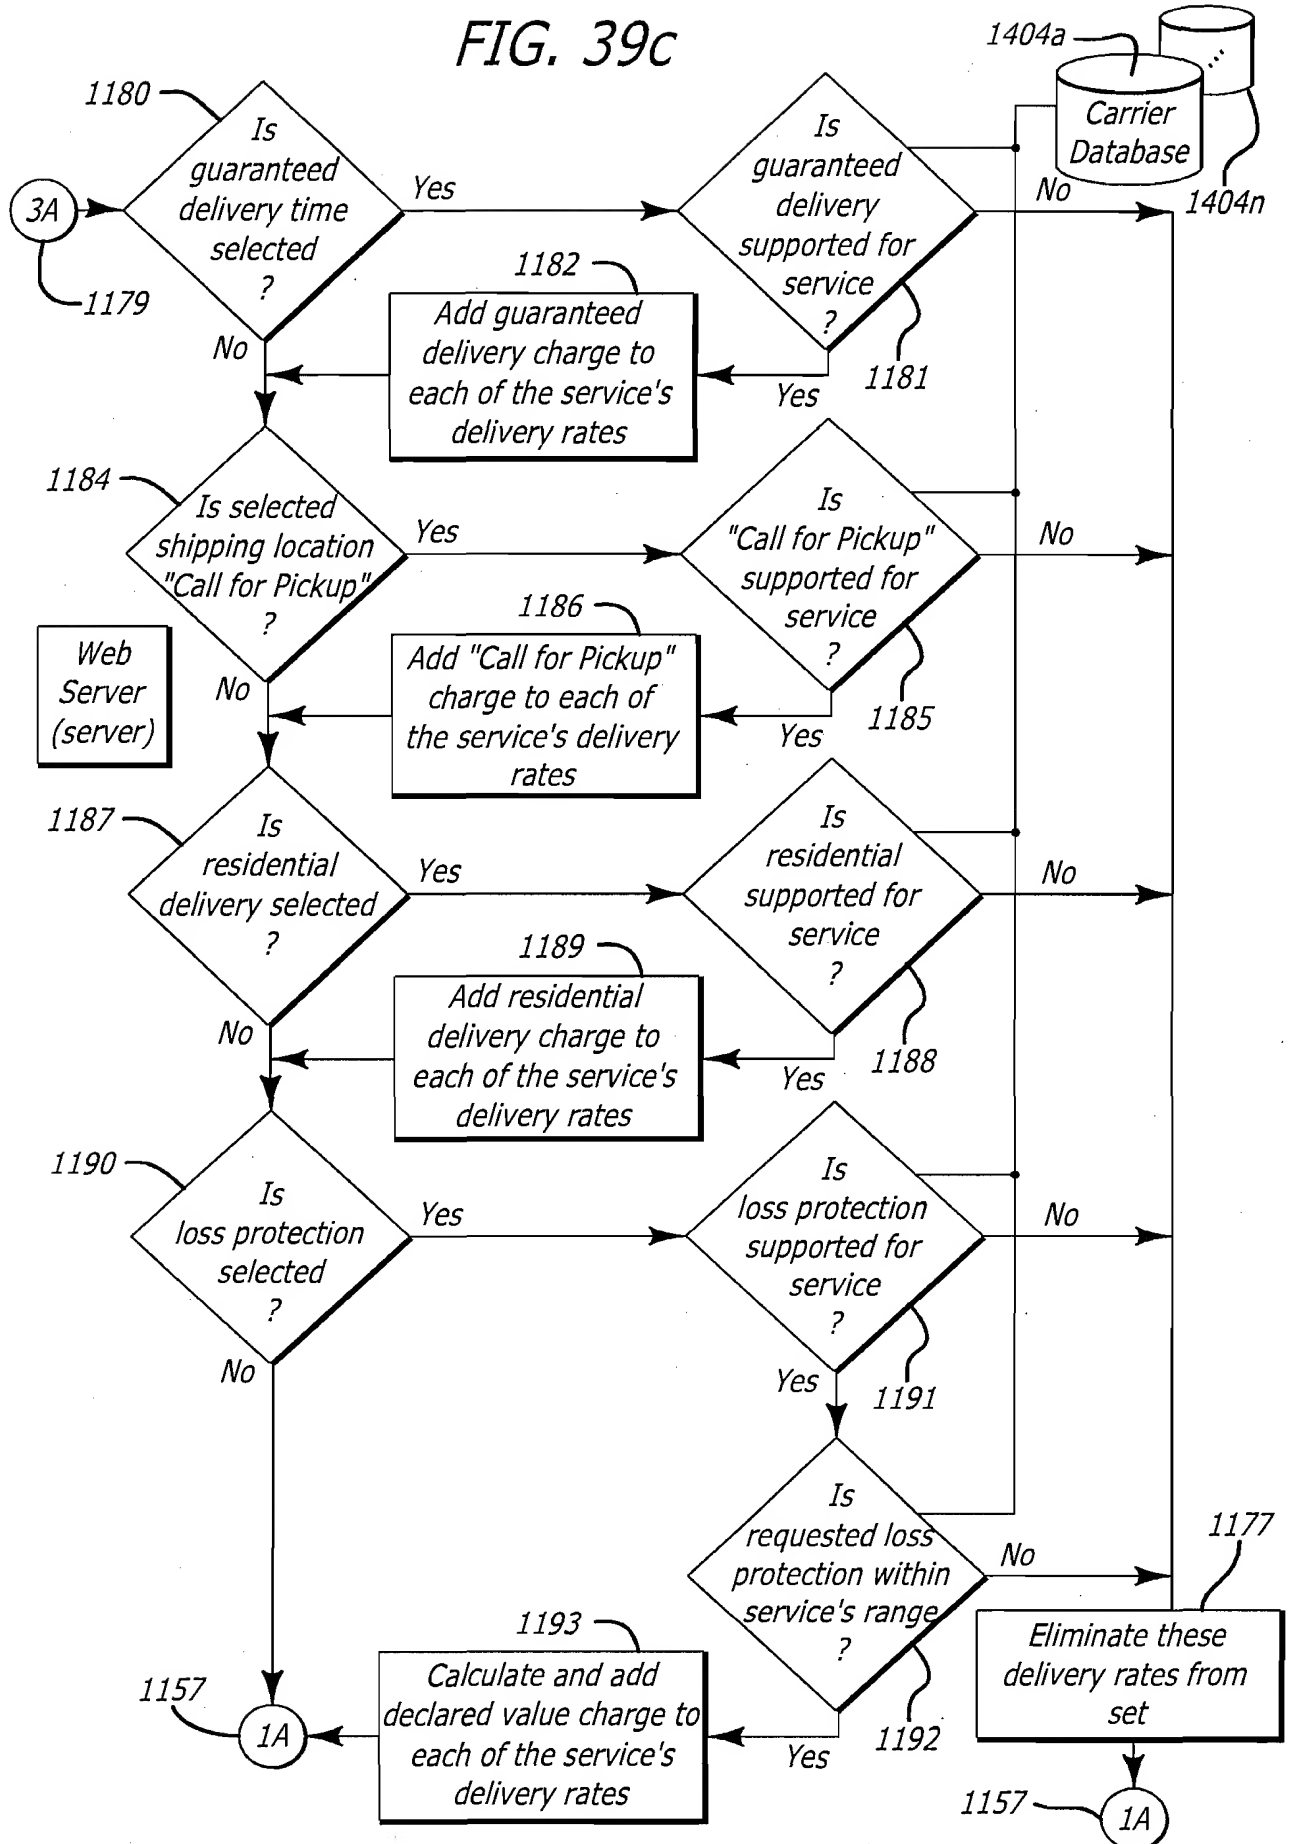 FIG. 39c
1404a
Carrier
Database
1404n
1180
Is
guaranteed
delivery time
selected
?
3A
1179
Yes
No
Is
guaranteed
delivery
supported for
service
?
1181
No
Yes
1182
Add guaranteed
delivery charge to
each of the service's
delivery rates
1184
Is selected
shipping location
"Call for Pickup"
?
Yes
No
Is
"Call for Pickup"
supported for
service
?
1185
No
Yes
1186
Add "Call for Pickup"
charge to each of
the service's delivery
rates
Web
Server
(server)
1187
Is
residential
delivery selected
?
Yes
No
Is
residential
supported for
service
?
1188
No
Yes
1189
Add residential
delivery charge to
each of the service's
delivery rates
1190
Is
loss protection
selected
?
Yes
No
Is
loss protection
supported for
service
?
1191
No
Yes
Is
requested loss
protection within
service's range
?
1192
No
Yes
1193
Calculate and add
declared value charge to
each of the service's
delivery rates
1157
1A
1177
Eliminate these
delivery rates from
set
1157
1A